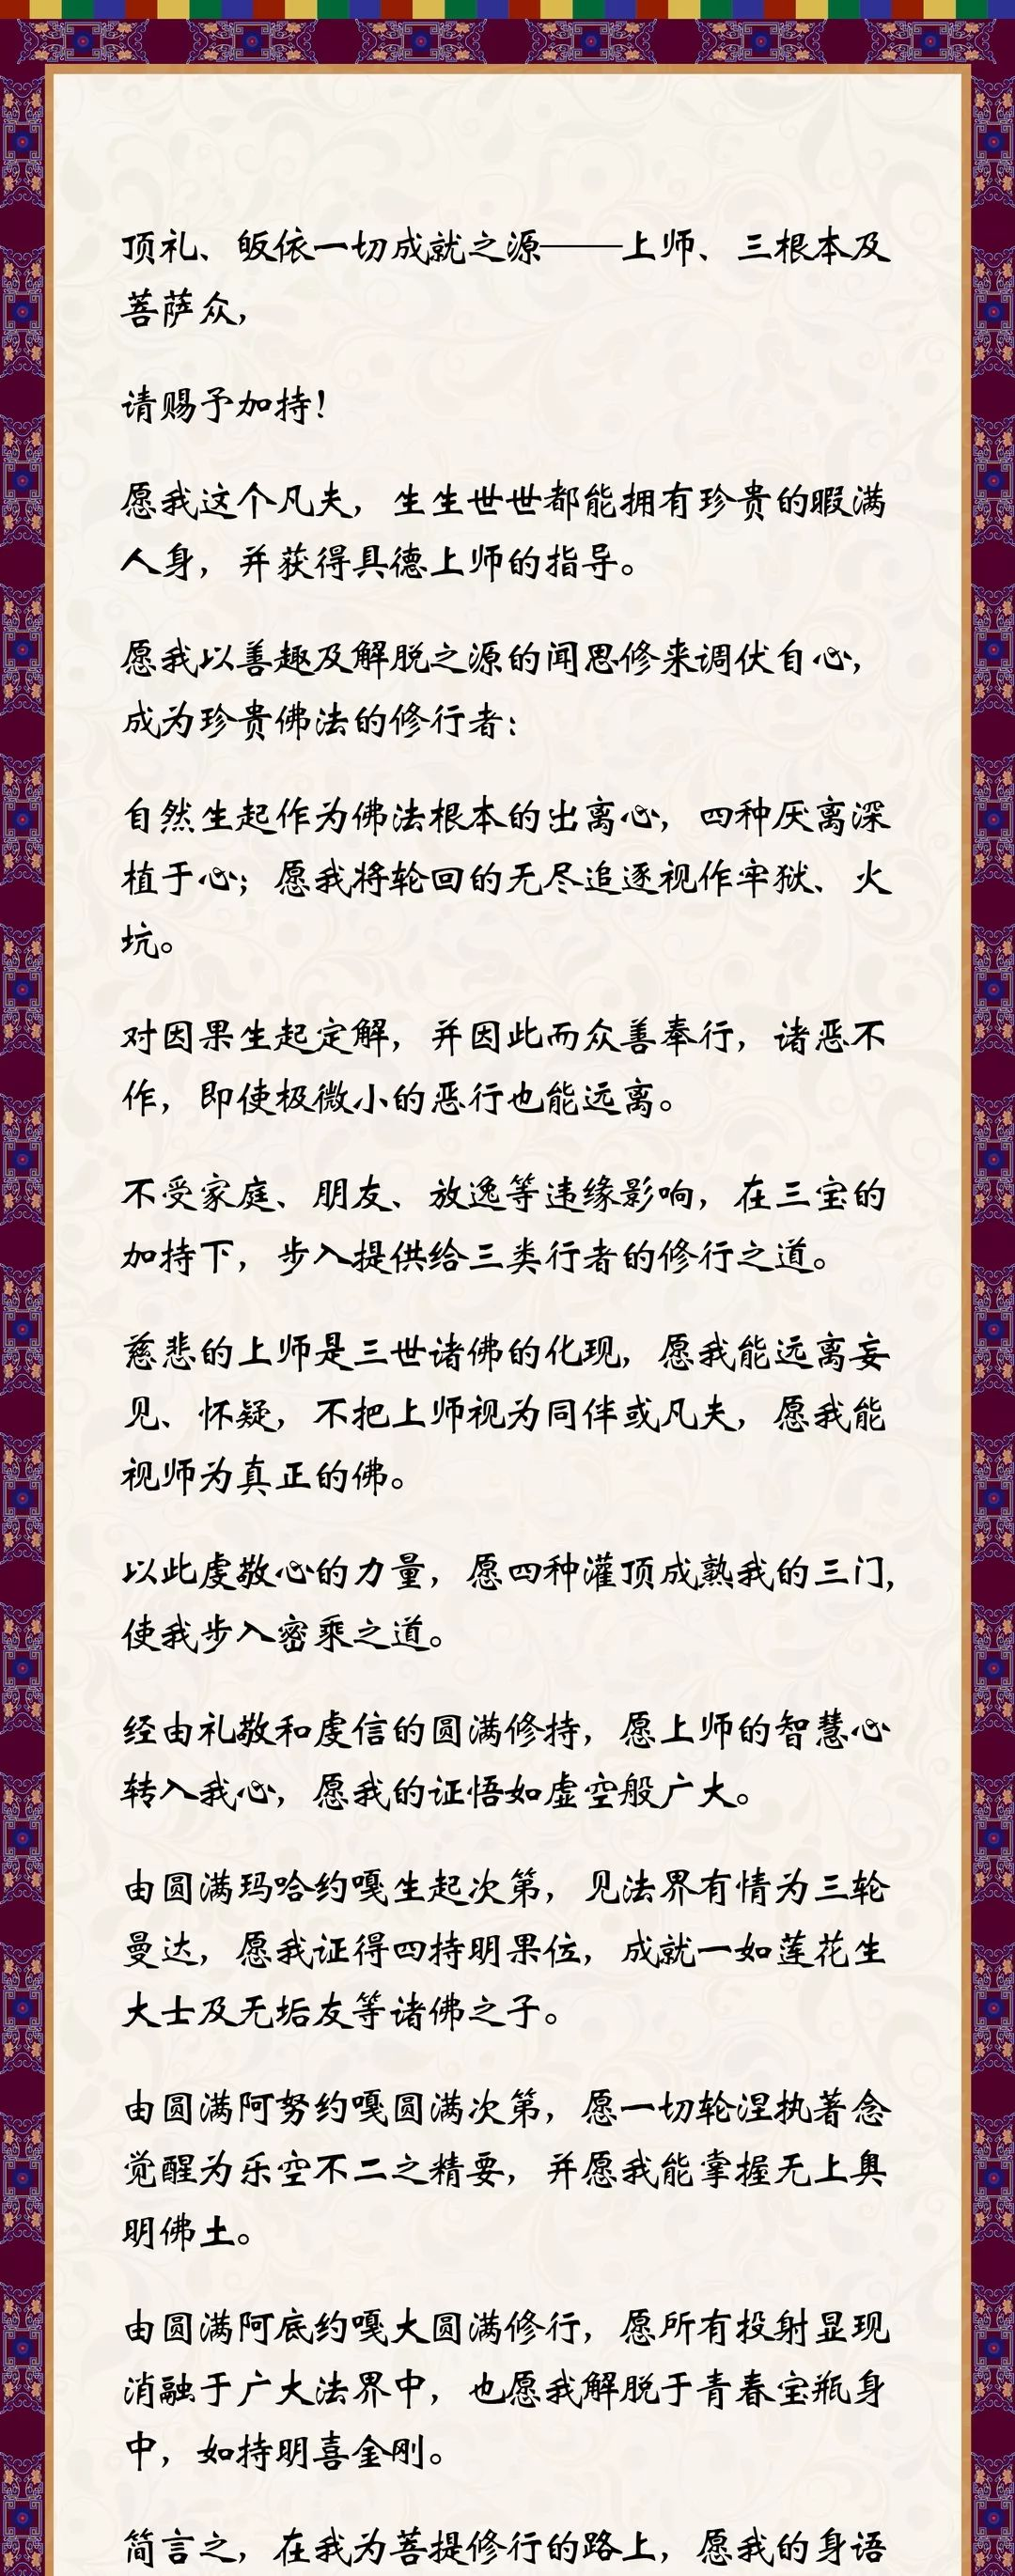 顶礼、皈依一切成就之源——上师、三根本及
菩萨众，
请赐予加持！
愿我这个凡夫，生生世世都能拥有珍贵的暇满
人身，并获得具德上师的指导。
愿我以善趣及解脱之源的闻思修来调伏自心，
成为珍贵佛法的修行者：
自然生起作为佛法根本的出离心，四种厌离深
植于心；愿我将轮回的无尽追逐视作牢狱、火
坑。
对因果生起定解，并因此而众善奉行，诸恶不
作，即使极微小的恶行也能远离。
不受家庭、朋友、放逸等违缘影响，在三宝的
加持下，步入提供给三类行者的修行之道。
慈悲的上师是三世诸佛的化现，愿我能远离妄
见、怀疑，不把上师视为同伴或凡夫，愿我能
视师为真正的佛。
以此虔敬心的力量，愿四种灌顶成熟我的三门，
使我步入密乘之道。
经由礼敬和虔信的圆满修持，愿上师的智慧心
转入我心，愿我的证悟如虚空般广大。
由圆满玛哈约嘎生起次第，见法界有情为三轮
曼达，愿我证得四持明果位，成就一如莲花生
大士及无垢友等诸佛之子。
由圆满阿努约嘎圆满次第，愿一切轮涅执著念
觉醒为乐空不二之精要，并愿我能掌握无上奥
明佛土。
由圆满阿底约嘎大圆满修行，愿所有投射显现
消融于广大法界中，也愿我解脱于青春宝瓶身
中，如持明喜金刚。
简言之，在我为菩提修行的路上，愿我的身语